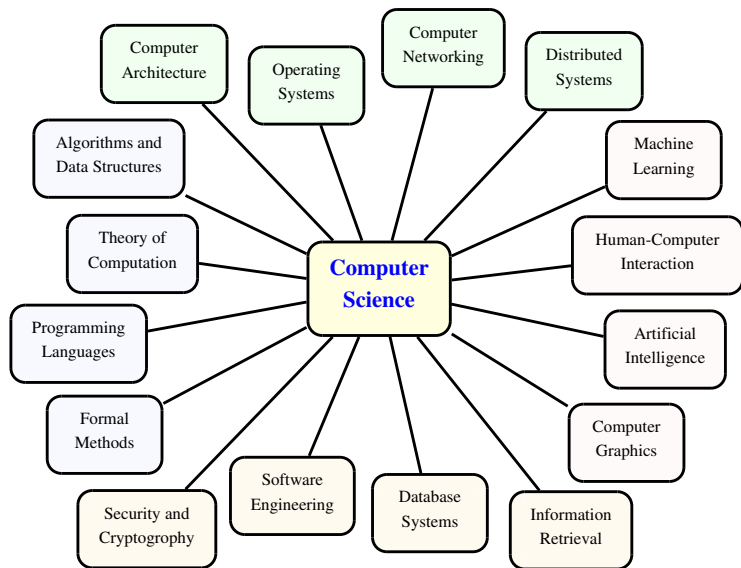 Computer
Architecture
Operating
Systems
Computer
Networking
Distributed
Systems
Algorithms and
Data Structures
Machine
Learning
Theory of
Computation
Human-Computer
Interaction
Computer
Science
Programming
Languages
Artificial
Intelligence
Formal
Methods
Computer
Graphics
Security and
Cryptography
Software
Engineering
Database
Systems
Information
Retrieval